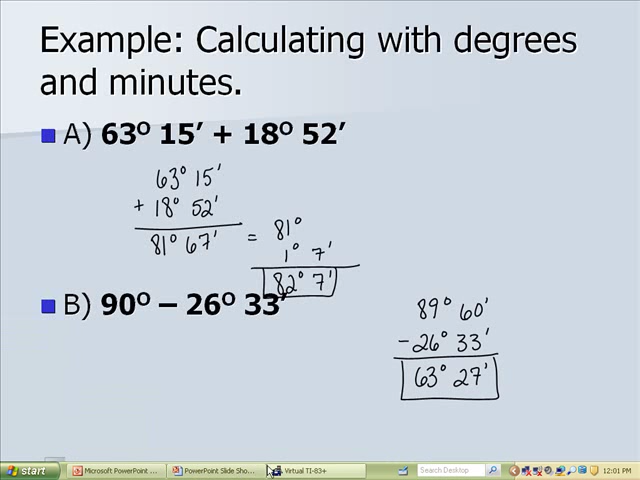 Example: Calculating with degrees
and minutes.
A) 63° 15′ + 18° 52′
63° 15'
+ 18° 52'
81° 67' = 81°
1° 7'
82° 7'
B) 90° – 26° 33′
89° 60'
- 26° 33'
63° 27'
start
Microsoft PowerPoint ...
PowerPoint Slide Sho...
Virtual TI-83+
Search Desktop
12:01 PM